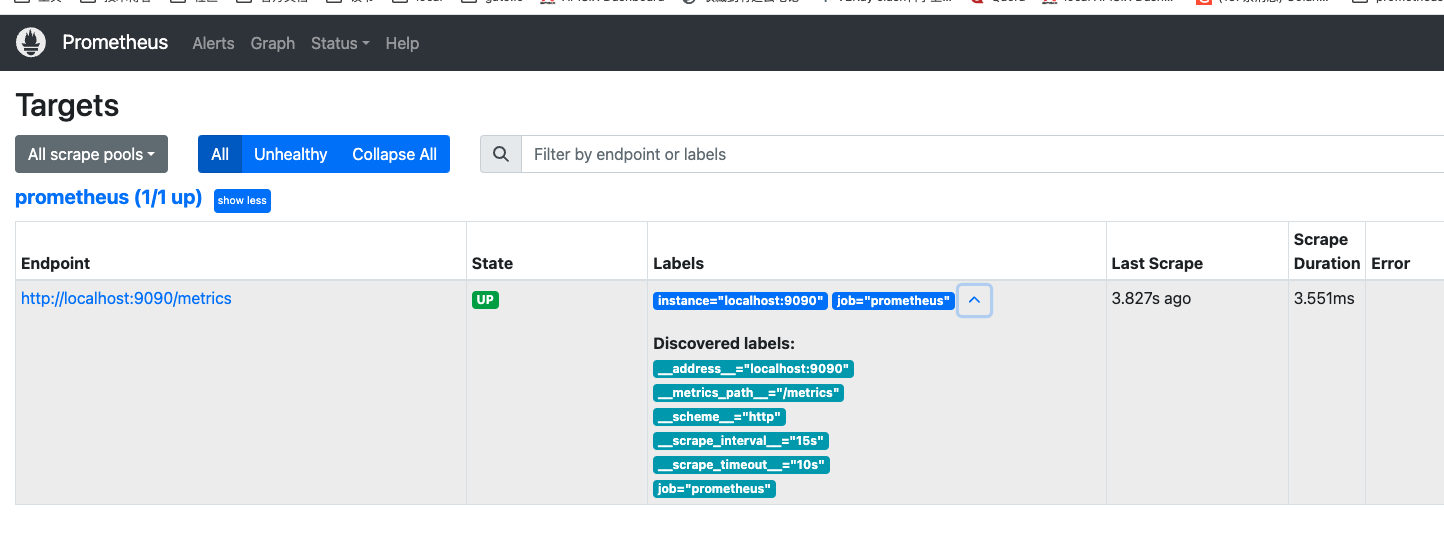 Prometheus Alerts Graph Status Help
Targets
All scrape pools All Unhealthy Collapse All Filter by endpoint or labels
prometheus (1/1 up) show less
Endpoint State Labels Last Scrape Scrape Duration Error
http://localhost:9090/metrics UP instance="localhost:9090" job="prometheus" 3.827s ago 3.551ms
Discovered labels:
__address__="localhost:9090"
__metrics_path__="/metrics"
__scheme__="http"
__scrape_interval__="15s"
__scrape_timeout__="10s"
job="prometheus"